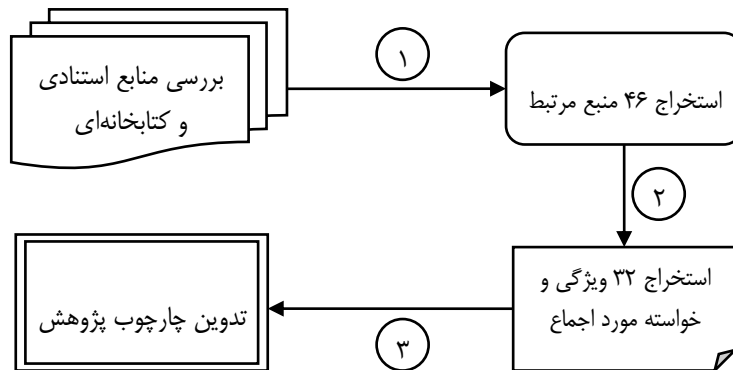 بررسی منابع استنادی
و کتابخانه‌ای
۱
استخراج ۴۶ منبع مرتبط
۲
استخراج ۳۲ ویژگی و
خواسته مورد اجماع
۳
تدوین چارچوب پژوهش